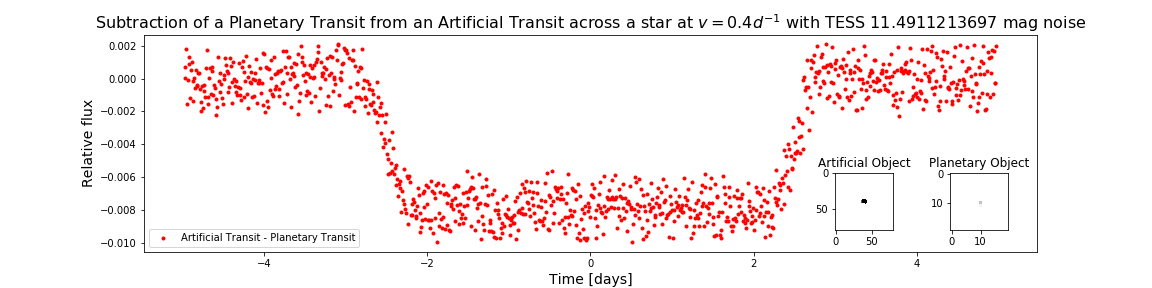 Subtraction of a Planetary Transit from an Artificial Transit across a star at v = 0.4d⁻¹ with TESS 11.4911213697 mag noise
0.002
0.000
−0.002
−0.004
−0.006
−0.008
−0.010
Relative flux
Artificial Transit - Planetary Transit
Artificial Object
0
50
0 50
Planetary Object
0
10
0 10
−4 −2 0 2 4
Time [days]